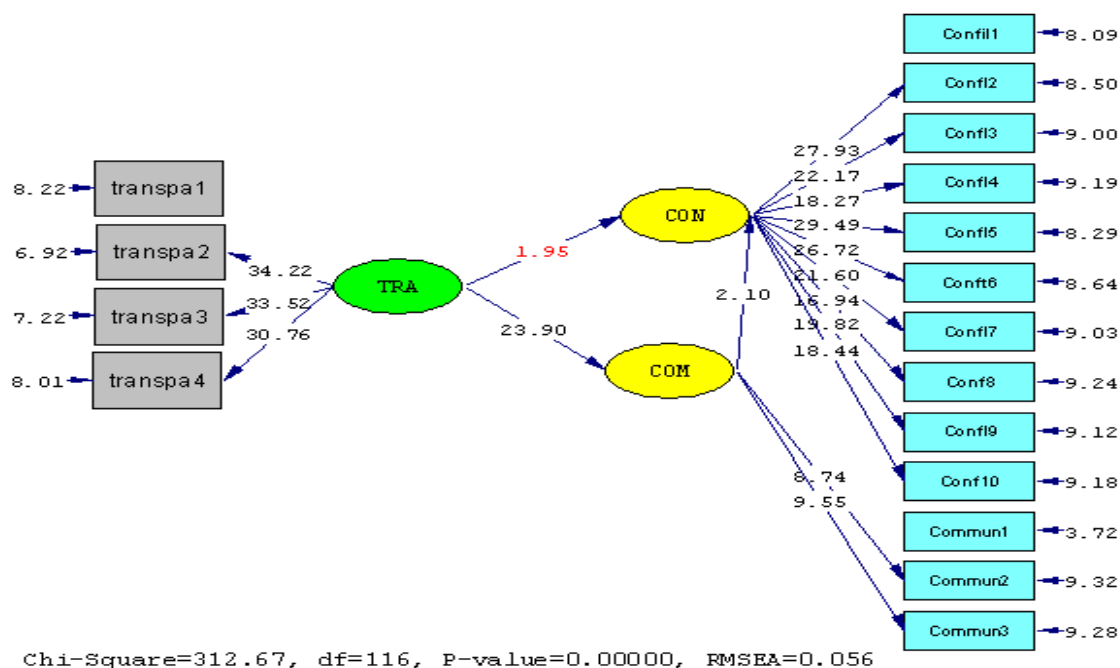 Confil1
8.09
Confl2
8.50
27.93
Confl3
9.00
22.17
transpa1
8.22
18.27
Confl4
9.19
CON
29.49
Confl5
8.29
transpa2
6.92
34.22
1.95
26.72
Conft6
8.64
TRA
21.60
2.10
16.94
transpa3
7.22
33.52
23.90
19.82
Confl7
9.03
30.76
18.44
transpa4
8.01
COM
Conf8
9.24
Confl9
9.12
8.74
Conf10
9.18
9.55
Commun1
3.72
Commun2
9.32
Commun3
9.28
Chi-Square=312.67, df=116, P-value=0.00000, RMSEA=0.056